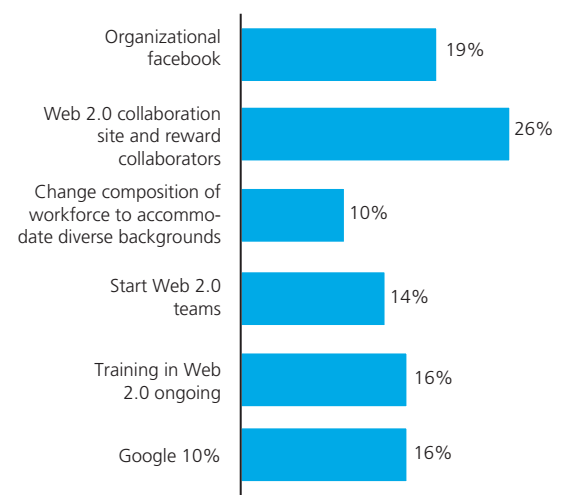 Organizational
facebook
19%
Web 2.0 collaboration
site and reward
collaborators
26%
Change composition of
workforce to accommo-
date diverse backgrounds
10%
Start Web 2.0
teams
14%
Training in Web
2.0 ongoing
16%
Google 10%
16%